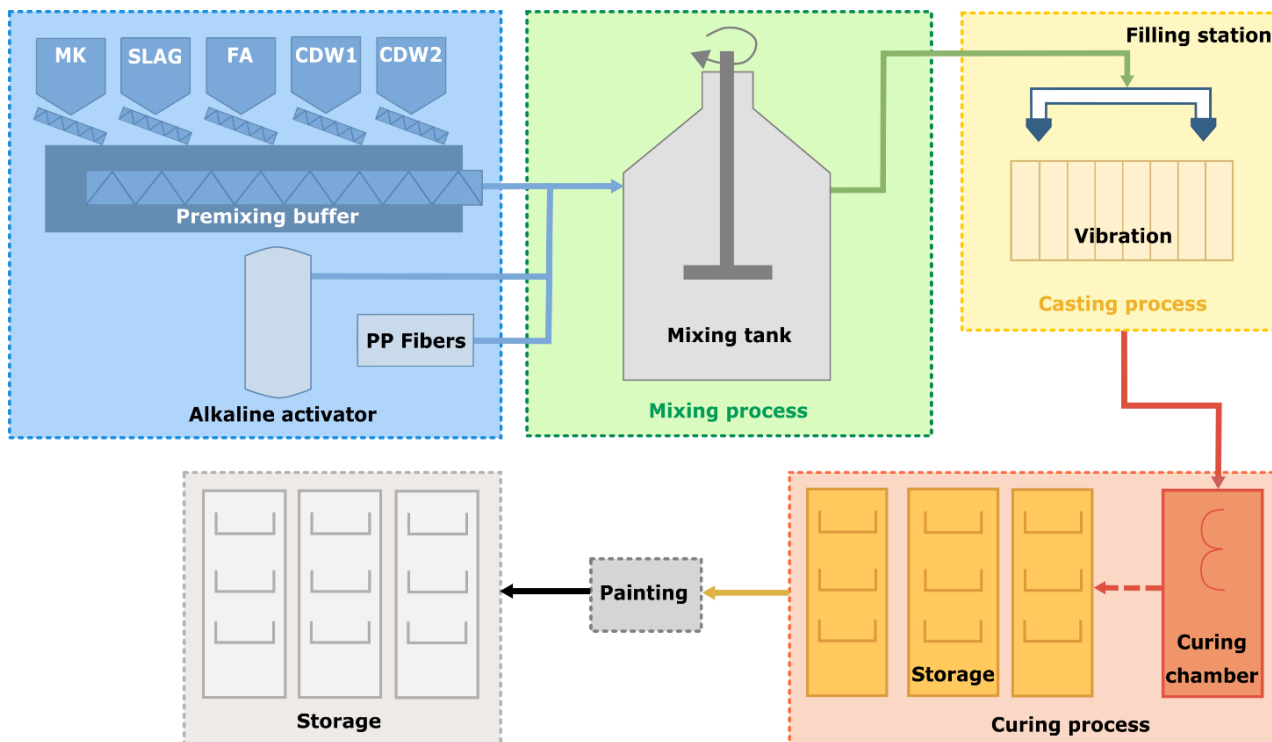 MK
SLAG
FA
CDW1
CDW2
Premixing buffer
PP Fibers
Alkaline activator
Mixing tank
Mixing process
Filling station
Vibration
Casting process
Storage
Painting
Storage
Curing
chamber
Curing process